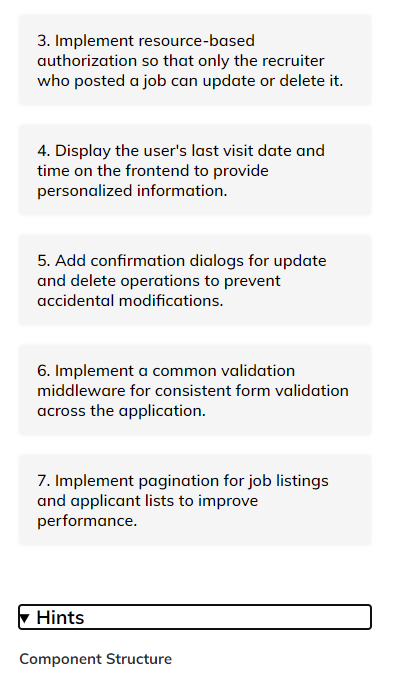 3. Implement resource-based
authorization so that only the recruiter
who posted a job can update or delete it.
4. Display the user's last visit date and
time on the frontend to provide
personalized information.
5. Add confirmation dialogs for update
and delete operations to prevent
accidental modifications.
6. Implement a common validation
middleware for consistent form validation
across the application.
7. Implement pagination for job listings
and applicant lists to improve
performance.
Hints
Component Structure